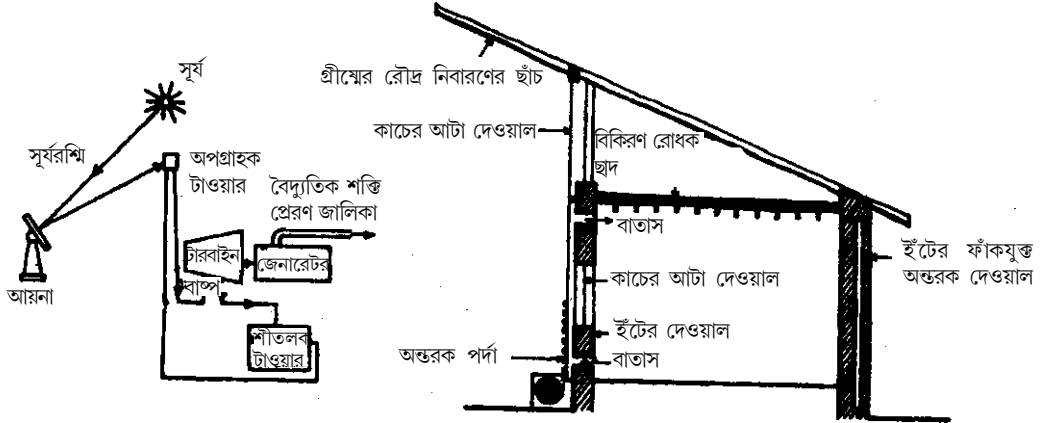 সূর্য
সূর্যরশ্মি
অপগ্রাহক
টাওয়ার
বৈদ্যুতিক শক্তি
প্রেরণ জালিকা
টারবাইন
জেনারেটর
বাষ্প
আয়না
শীতলব
টাওয়ার
গ্রীষ্মের রৌদ্র নিবারণের ছাঁচ
কাচের আটা দেওয়াল
বিকিরণ রোধক
ছাদ
বাতাস
ইঁটের ফাঁকযুক্ত
অন্তরক দেওয়াল
কাচের আটা দেওয়াল
ইঁটের দেওয়াল
অন্তরক পর্দা
বাতাস